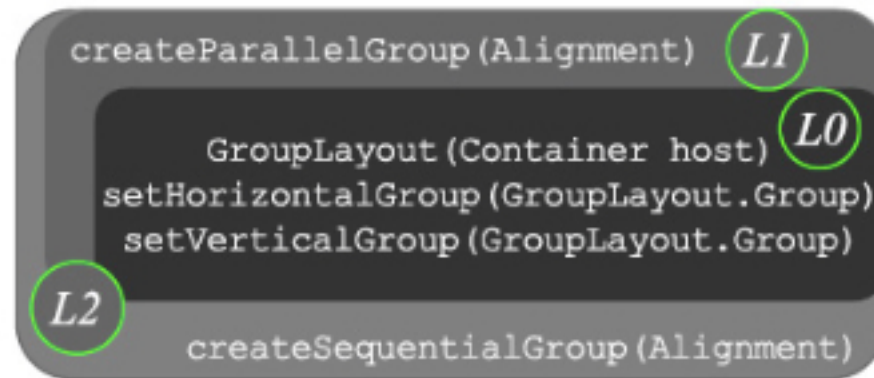 createParallelGroup(Alignment) L1
L0
GroupLayout(Container host)
setHorizontalGroup(GroupLayout.Group)
setVerticalGroup(GroupLayout.Group)
L2
createSequentialGroup(Alignment)